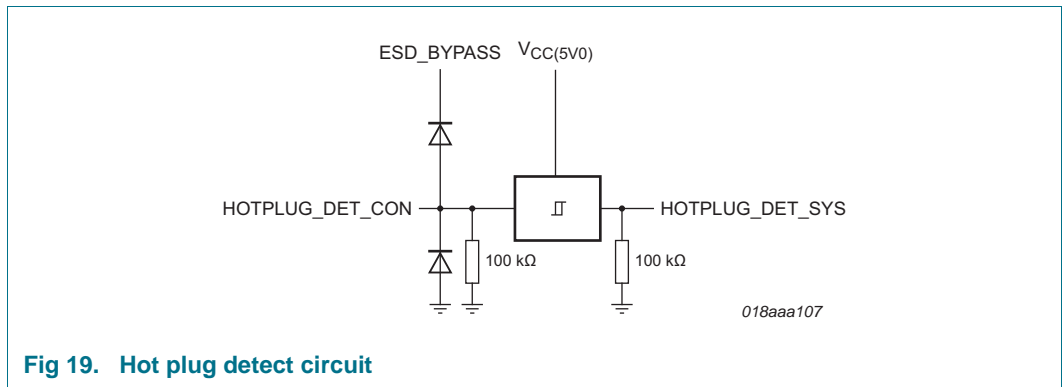 ESD_BYPASS VCC(5V0)
HOTPLUG_DET_CON
HOTPLUG_DET_SYS
100 kΩ
100 kΩ
018aaa107
Fig 19. Hot plug detect circuit